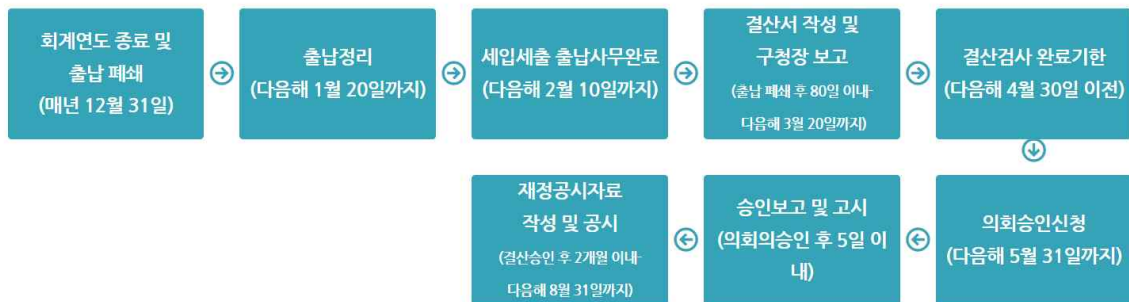 회계연도 종료 및
출납 폐쇄
(매년 12월 31일)
출납정리
(다음해 1월 20일까지)
세입세출 출납사무완료
(다음해 2월 10일까지)
결산서 작성 및
구청장 보고
(출납 폐쇄 후 80일 이내-
다음해 3월 20일까지)
결산검사 완료기한
(다음해 4월 30일 이전)
의회승인신청
(다음해 5월 31일까지)
승인보고 및 고시
(의회의승인 후 5일 이
내)
재정공시자료
작성 및 공시
(결산승인 후 2개월 이내-
다음해 8월 31일까지)